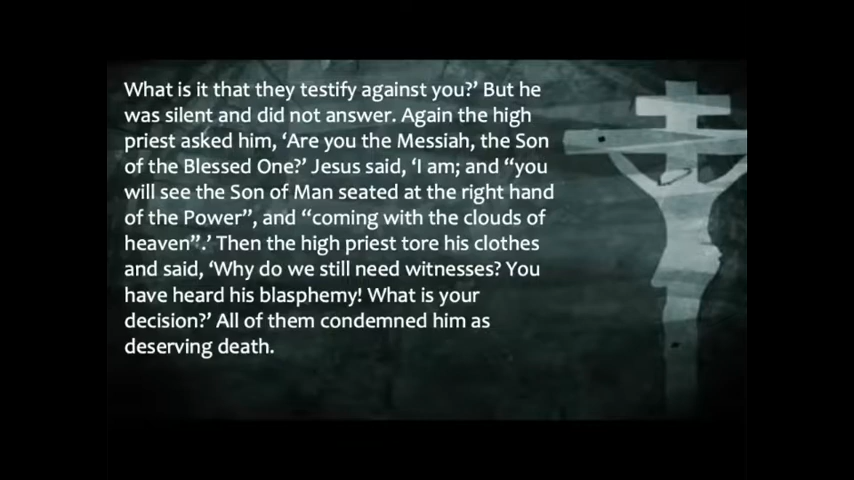 What is it that they testify against you?’ But he
was silent and did not answer. Again the high
priest asked him, ‘Are you the Messiah, the Son
of the Blessed One?’ Jesus said, ‘I am; and “you
will see the Son of Man seated at the right hand
of the Power”, and “coming with the clouds of
heaven”.’ Then the high priest tore his clothes
and said, ‘Why do we still need witnesses? You
have heard his blasphemy! What is your
decision?’ All of them condemned him as
deserving death.